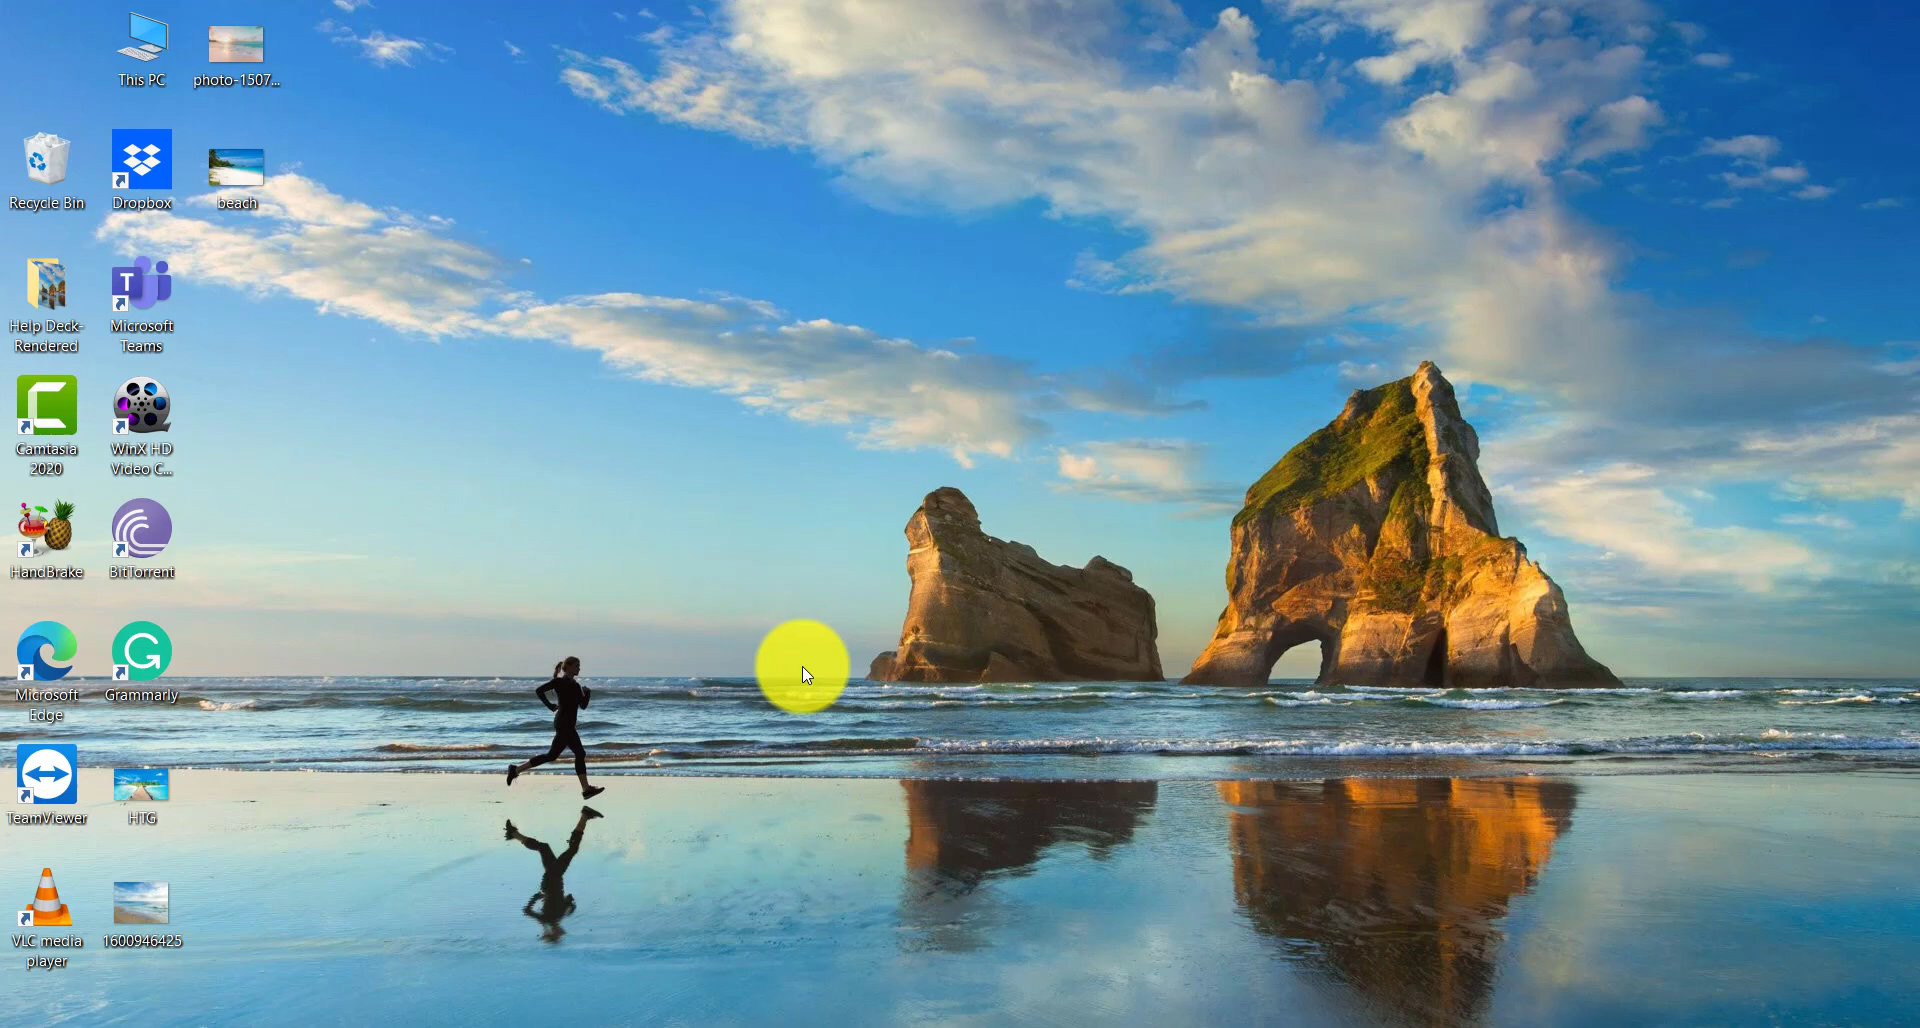 This PC
photo-1507...
Recycle Bin
Dropbox
beach
Help Deck-
Rendered
T
Microsoft
Teams
Camtasia
2020
WinX HD
Video C...
HandBrake
BitTorrent
Microsoft
Edge
G
Grammarly
TeamViewer
HTG
VLC media
player
1600946425